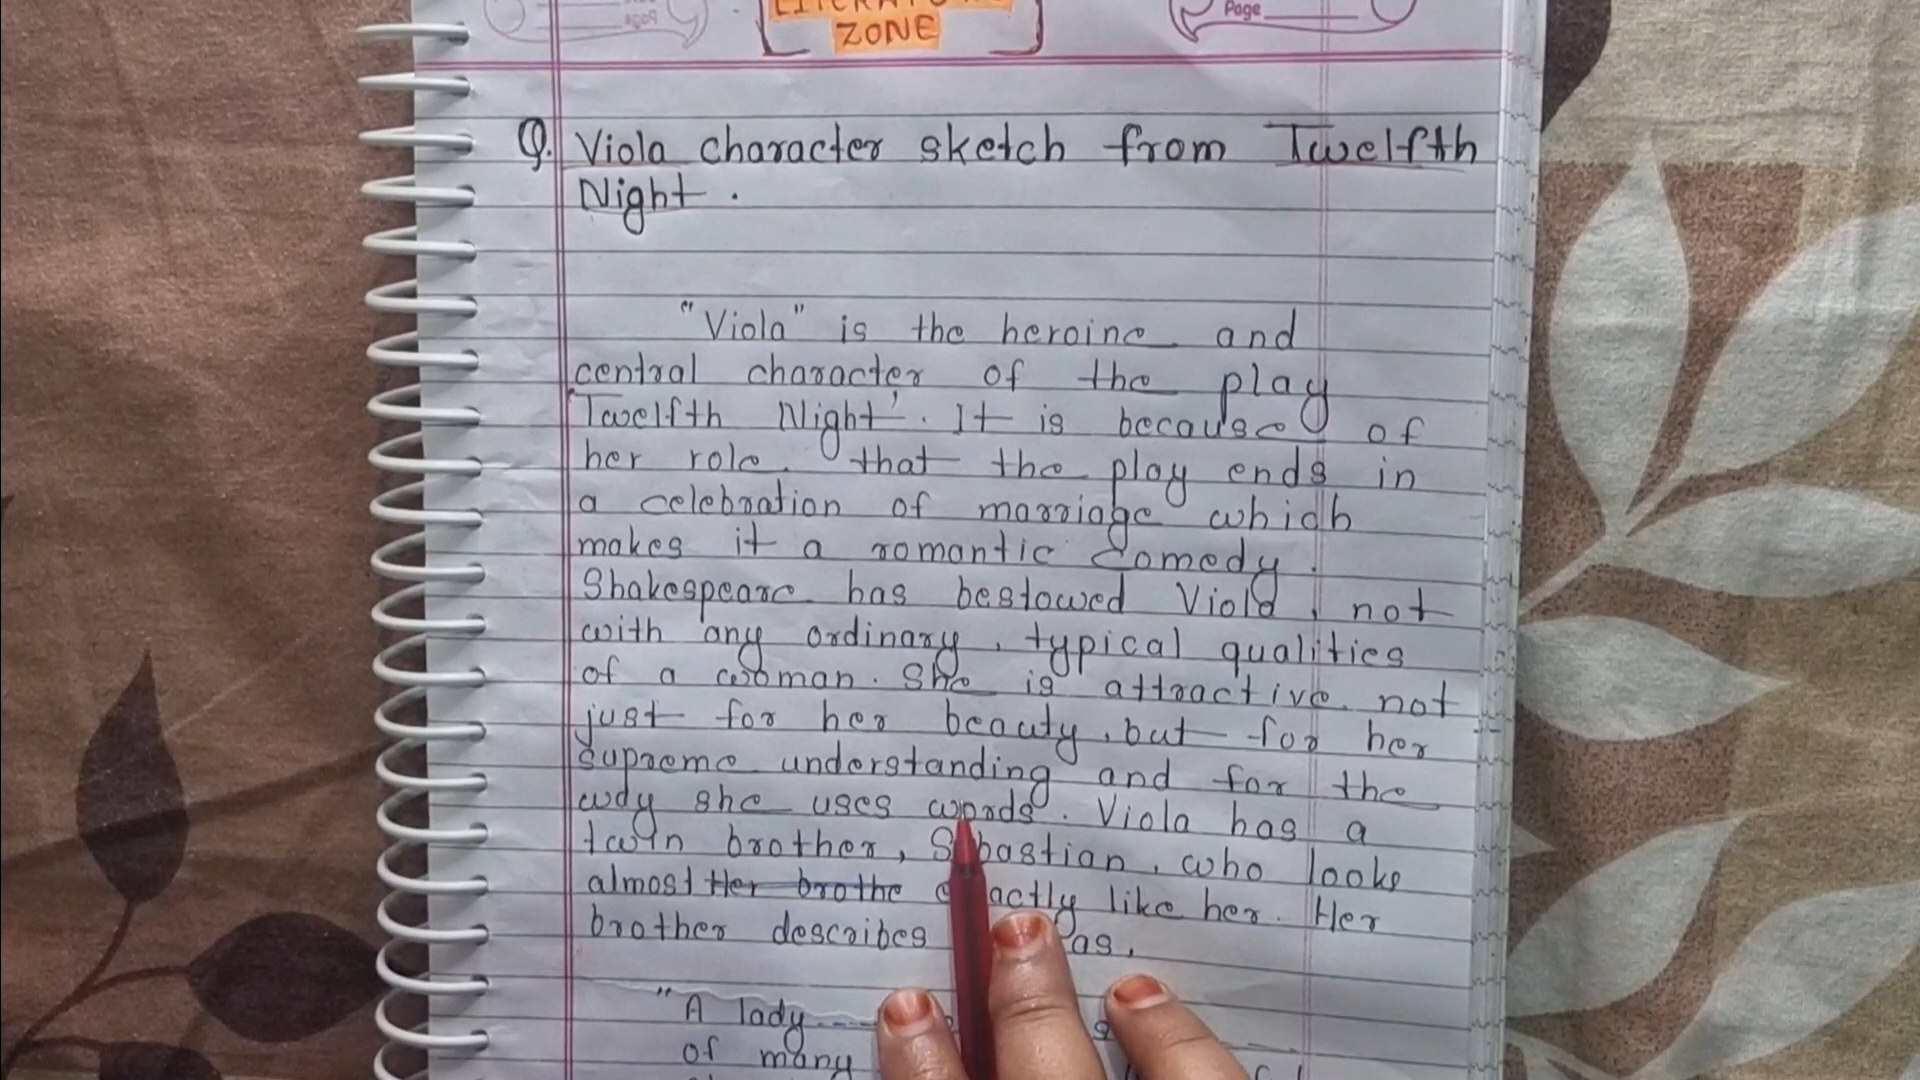 ZONE
Page
Q. Viola character sketch from Twelfth
Night.
"Viola" is the heroine and
central character of the play
'Twelfth Night'. It is because of
her role that the play ends in
a celebration of marriage which
makes it a romantic comedy.
Shakespeare has bestowed Viola, not
with any ordinary, typical qualities
of a woman. She is attractive not
just for her beauty, but for her
supreme understanding and for the
way she uses words. Viola has a
twin brother, Sebastian, who looks
almost Her brothe exactly like her. Her
brother describes as,
"A lady
of many